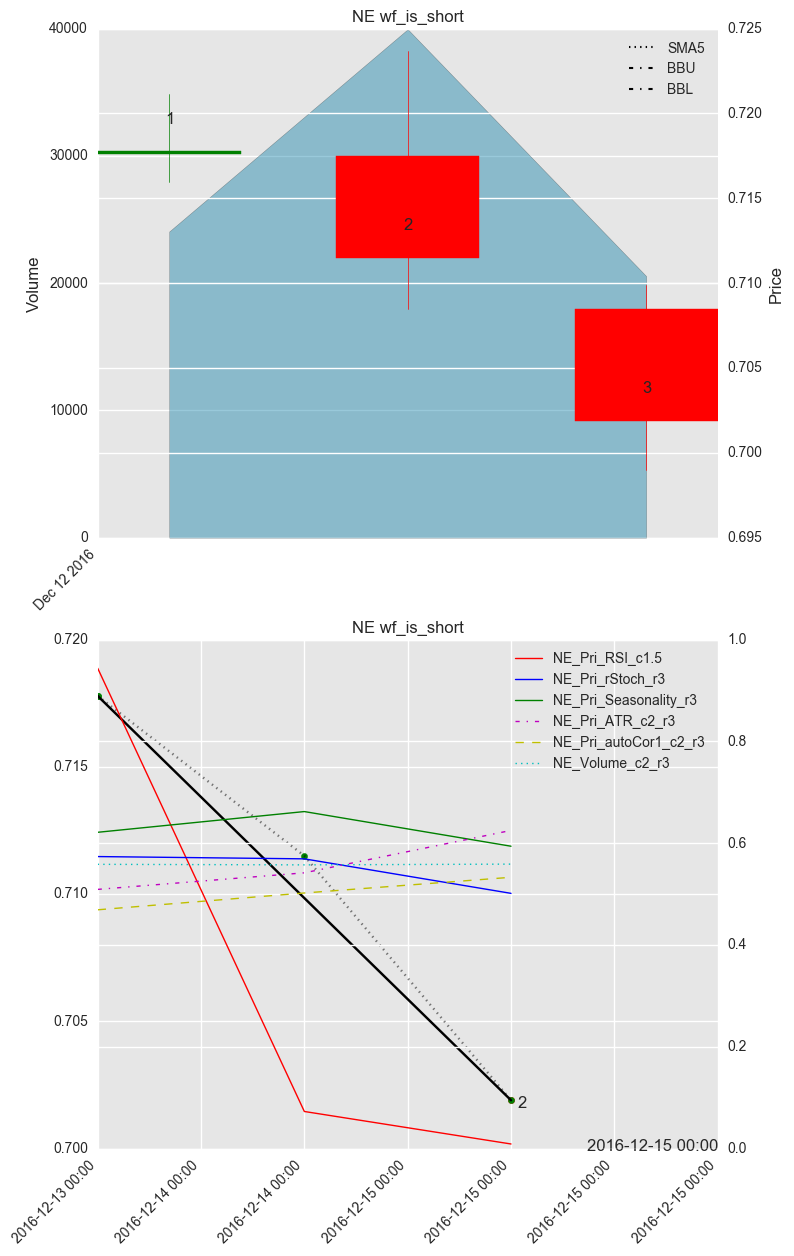 NE wf_is_short
40000
30000
20000
10000
0
Volume
0.725
0.720
0.715
0.710
0.705
0.700
0.695
Price
SMA5
BBU
BBL
1
2
3
Dec 12 2016
NE wf_is_short
0.720
0.715
0.710
0.705
0.700
1.0
0.8
0.6
0.4
0.2
0.0
NE_Pri_RSI_c1.5
NE_Pri_rStoch_r3
NE_Pri_Seasonality_r3
NE_Pri_ATR_c2_r3
NE_Pri_autoCor1_c2_r3
NE_Volume_c2_r3
2
2016-12-15 00:00
2016-12-13 00:00
2016-12-14 00:00
2016-12-14 00:00
2016-12-15 00:00
2016-12-15 00:00
2016-12-15 00:00
2016-12-15 00:00